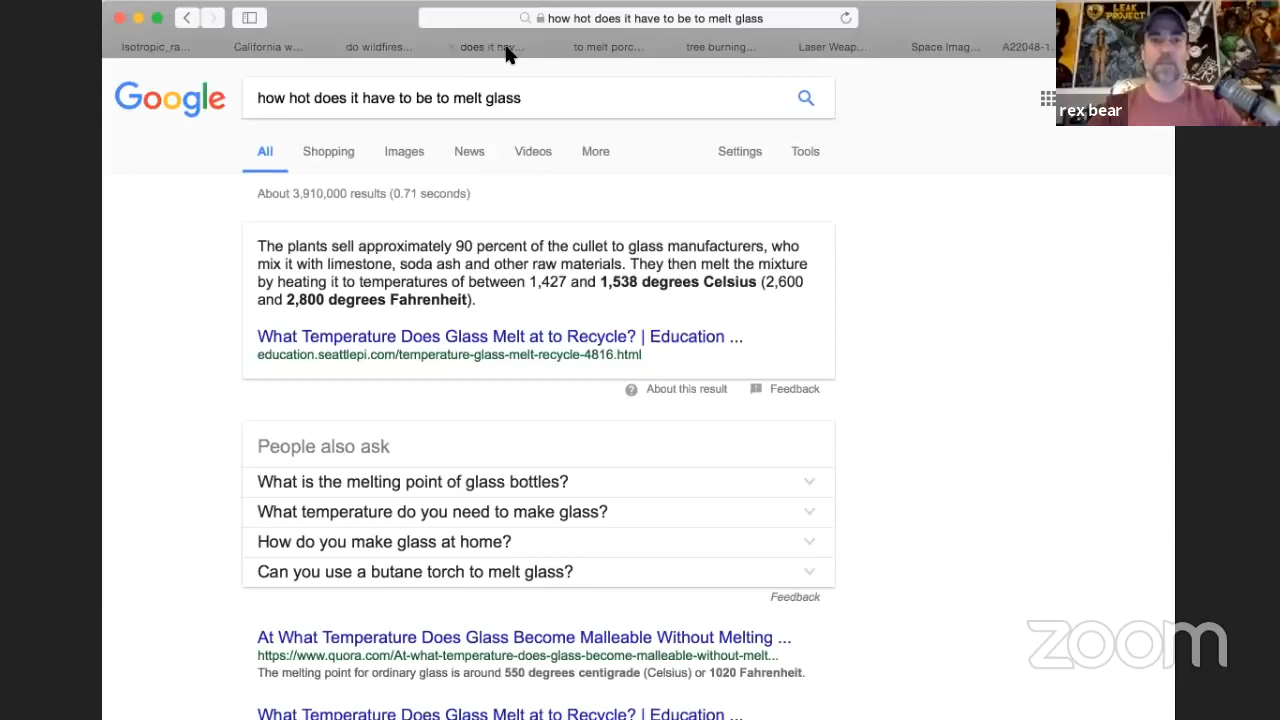 how hot does it have to be to melt glass
Isotropic_ra... California w... do wildfires... does it hav... to melt porc... tree burning... Laser Weap... Space Imag... A22048-1...
LEAK PROJECT
rex bear
Google
how hot does it have to be to melt glass
All Shopping Images News Videos More Settings Tools
About 3,910,000 results (0.71 seconds)
The plants sell approximately 90 percent of the cullet to glass manufacturers, who
mix it with limestone, soda ash and other raw materials. They then melt the mixture
by heating it to temperatures of between 1,427 and 1,538 degrees Celsius (2,600
and 2,800 degrees Fahrenheit).
What Temperature Does Glass Melt at to Recycle? | Education ...
education.seattlepi.com/temperature-glass-melt-recycle-4816.html
About this result Feedback
People also ask
What is the melting point of glass bottles?
What temperature do you need to make glass?
How do you make glass at home?
Can you use a butane torch to melt glass?
Feedback
At What Temperature Does Glass Become Malleable Without Melting ...
https://www.quora.com/At-what-temperature-does-glass-become-malleable-without-melt...
The melting point for ordinary glass is around 550 degrees centigrade (Celsius) or 1020 Fahrenheit.
zoom
What Temperature Does Glass Melt at to Recycle? | Education ...